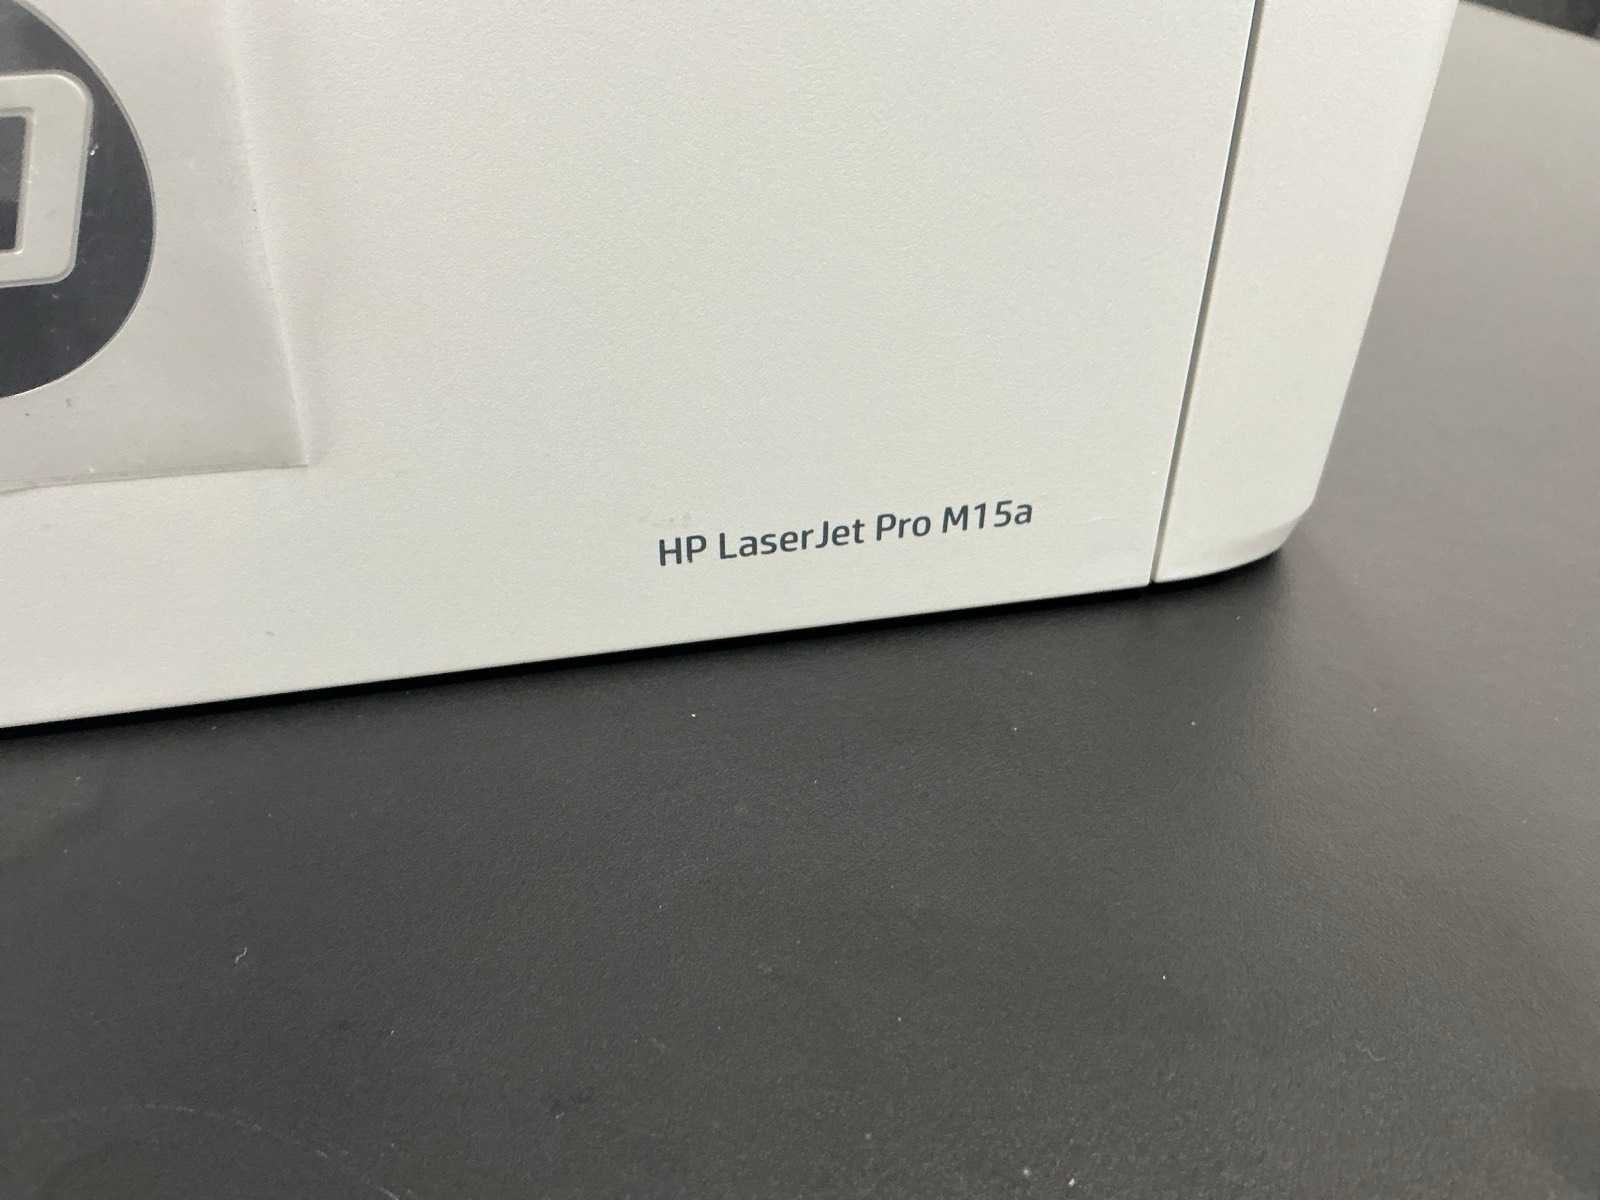 HP LaserJet Pro M15a